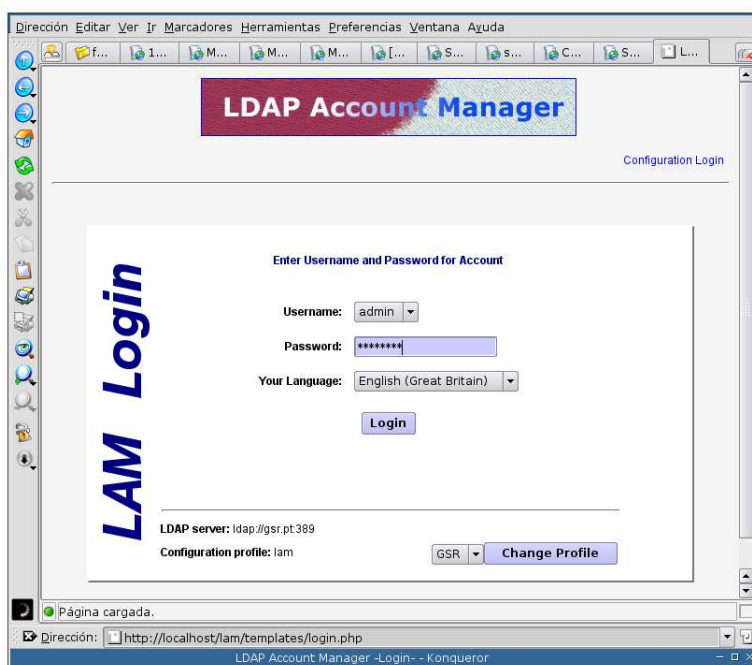 Dirección Editar Ver Ir Marcadores Herramientas Preferencias Ventana Ayuda
f... 1... M... M... M... [... S... s... C... S... L...
LDAP Account Manager
Configuration Login
LAM Login
Enter Username and Password for Account
Username: admin
Password: ********
Your Language: English (Great Britain)
Login
LDAP server: ldap://gsr.pt:389
Configuration profile: lam
GSR Change Profile
Página cargada.
Dirección: http://localhost/lam/templates/login.php
LDAP Account Manager -Login- - Konqueror